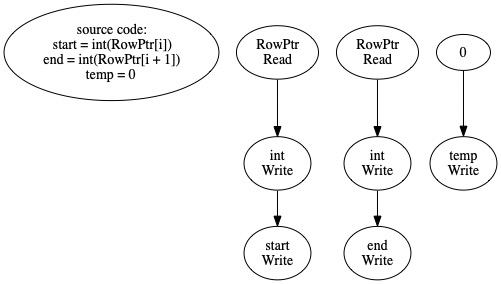 source code:
start = int(RowPtr[i])
end = int(RowPtr[i + 1])
temp = 0
RowPtr
Read
RowPtr
Read
0
int
Write
int
Write
temp
Write
start
Write
end
Write